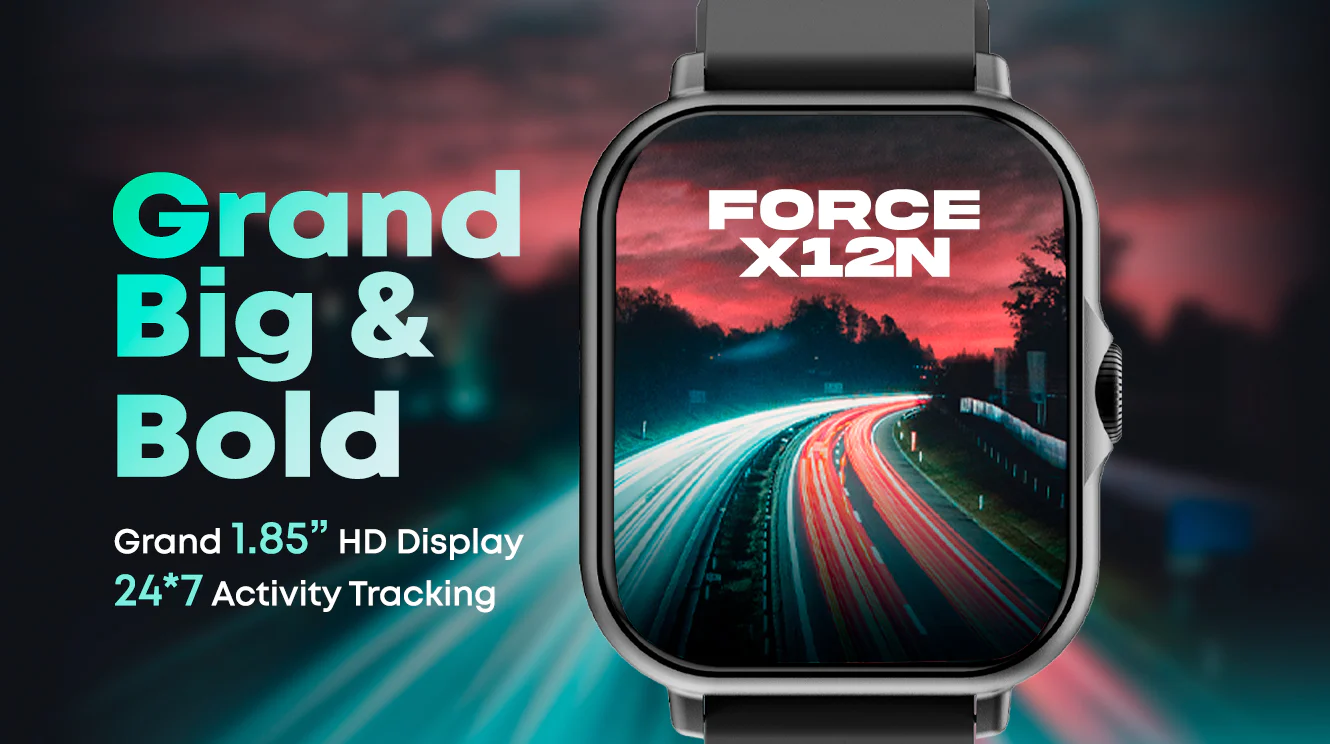 Grand
Big &
Bold
Grand 1.85” HD Display
24*7 Activity Tracking
FORCE
X12N